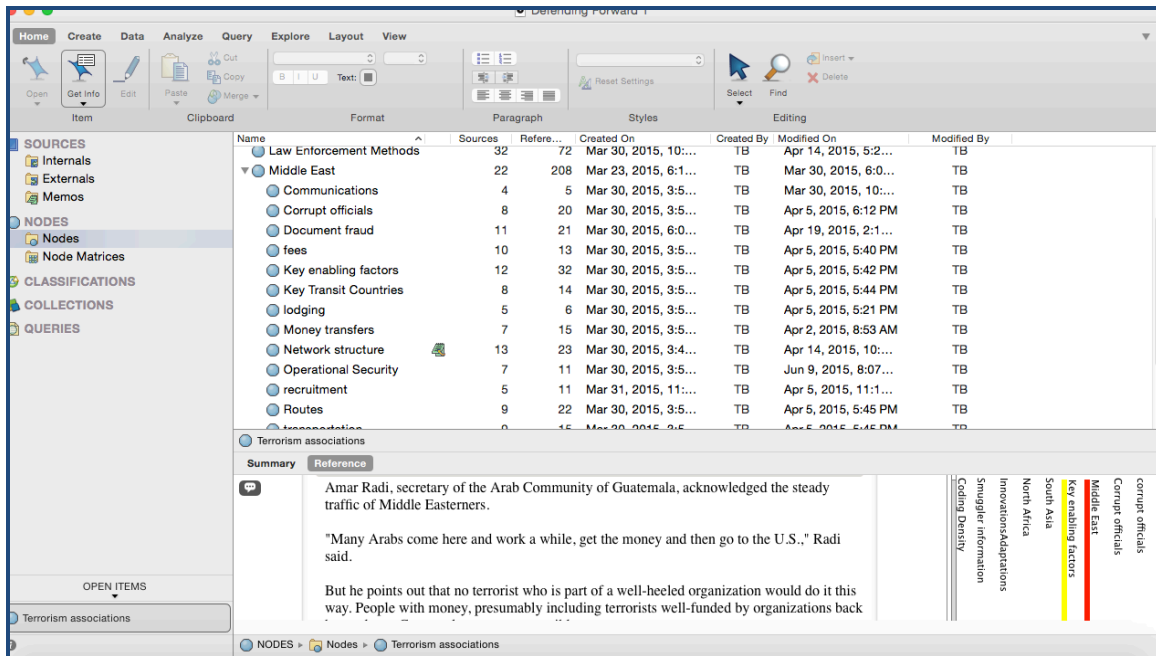 Defending Forward 1
Home Create Data Analyze Query Explore Layout View
Open Get Info Edit Paste Cut Copy Merge
B I U Text:
Reset Settings
Select Find Insert Delete
Item Clipboard Format Paragraph Styles Editing
SOURCES
Internals
Externals
Memos
NODES
Nodes
Node Matrices
CLASSIFICATIONS
COLLECTIONS
QUERIES
OPEN ITEMS
Terrorism associations
Name Sources Refere... Created On Created By Modified On Modified By
Law Enforcement Methods 32 72 Mar 30, 2015, 10:... TB Apr 14, 2015, 5:2... TB
Middle East 22 208 Mar 23, 2015, 6:1... TB Mar 30, 2015, 6:0... TB
Communications 4 5 Mar 30, 2015, 3:5... TB Mar 30, 2015, 10:... TB
Corrupt officials 8 20 Mar 30, 2015, 3:5... TB Apr 5, 2015, 6:12 PM TB
Document fraud 11 21 Mar 30, 2015, 6:0... TB Apr 19, 2015, 2:1... TB
fees 10 13 Mar 30, 2015, 3:5... TB Apr 5, 2015, 5:40 PM TB
Key enabling factors 12 32 Mar 30, 2015, 3:5... TB Apr 5, 2015, 5:42 PM TB
Key Transit Countries 8 14 Mar 30, 2015, 3:5... TB Apr 5, 2015, 5:44 PM TB
lodging 5 6 Mar 30, 2015, 3:5... TB Apr 5, 2015, 5:21 PM TB
Money transfers 7 15 Mar 30, 2015, 3:5... TB Apr 2, 2015, 8:53 AM TB
Network structure 13 23 Mar 30, 2015, 3:4... TB Apr 14, 2015, 10:... TB
Operational Security 7 11 Mar 30, 2015, 3:5... TB Jun 9, 2015, 8:07... TB
recruitment 5 11 Mar 31, 2015, 11:... TB Apr 5, 2015, 11:1... TB
Routes 9 22 Mar 30, 2015, 3:5... TB Apr 5, 2015, 5:45 PM TB
transportation 9 15 Mar 30, 2015, 3:5... TB Apr 5, 2015, 5:45 PM TB
Terrorism associations
Summary Reference
Amar Radi, secretary of the Arab Community of Guatemala, acknowledged the steady
traffic of Middle Easterners.
"Many Arabs come here and work a while, get the money and then go to the U.S.," Radi
said.
But he points out that no terrorist who is part of a well-heeled organization would do it this
way. People with money, presumably including terrorists well-funded by organizations back
Coding Density
Smuggler information
InnovationsAdaptations
North Africa
South Asia
Key enabling factors
Middle East
Corrupt officials
corrupt officials
NODES Nodes Terrorism associations